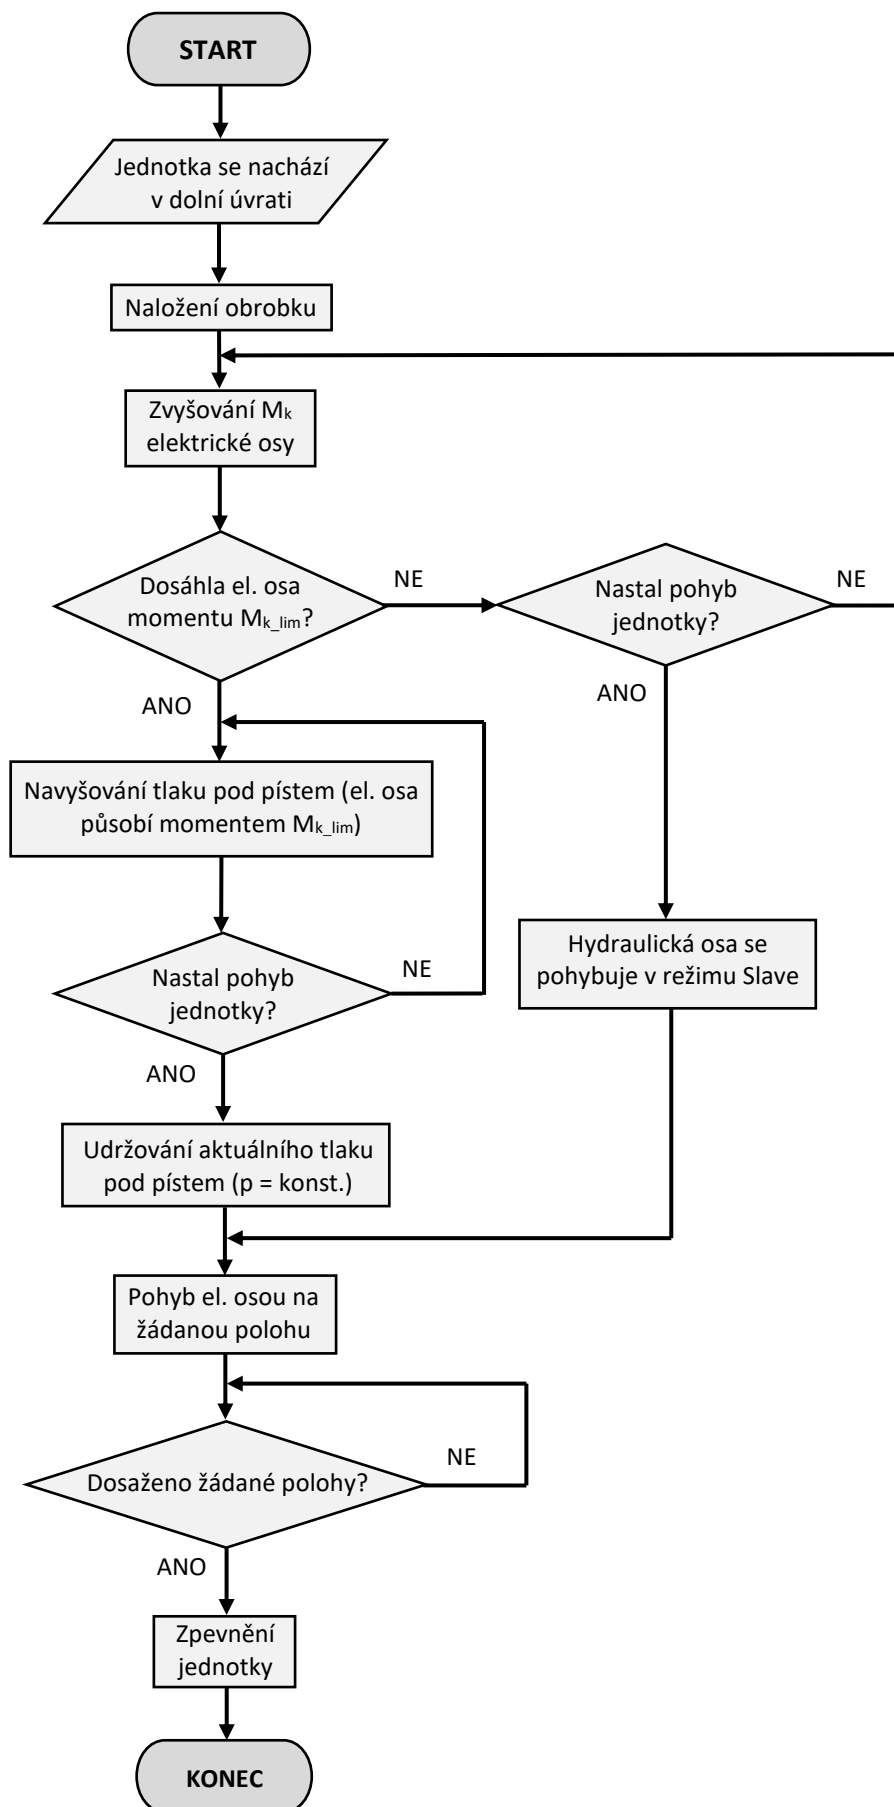 START
Jednotka se nachází
v dolní úvrati
Naložení obrobku
Zvyšování Mk
elektrické osy
Dosáhla el. osa
momentu Mk_lim?
NE
Nastal pohyb
jednotky?
NE
ANO
ANO
Navyšování tlaku pod pístem (el. osa
působí momentem Mk_lim)
Hydraulická osa se
pohybuje v režimu Slave
Nastal pohyb
jednotky?
NE
ANO
Udržování aktuálního tlaku
pod pístem (p = konst.)
Pohyb el. osou na
žádanou polohu
Dosaženo žádané polohy?
NE
ANO
Zpevnění
jednotky
KONEC